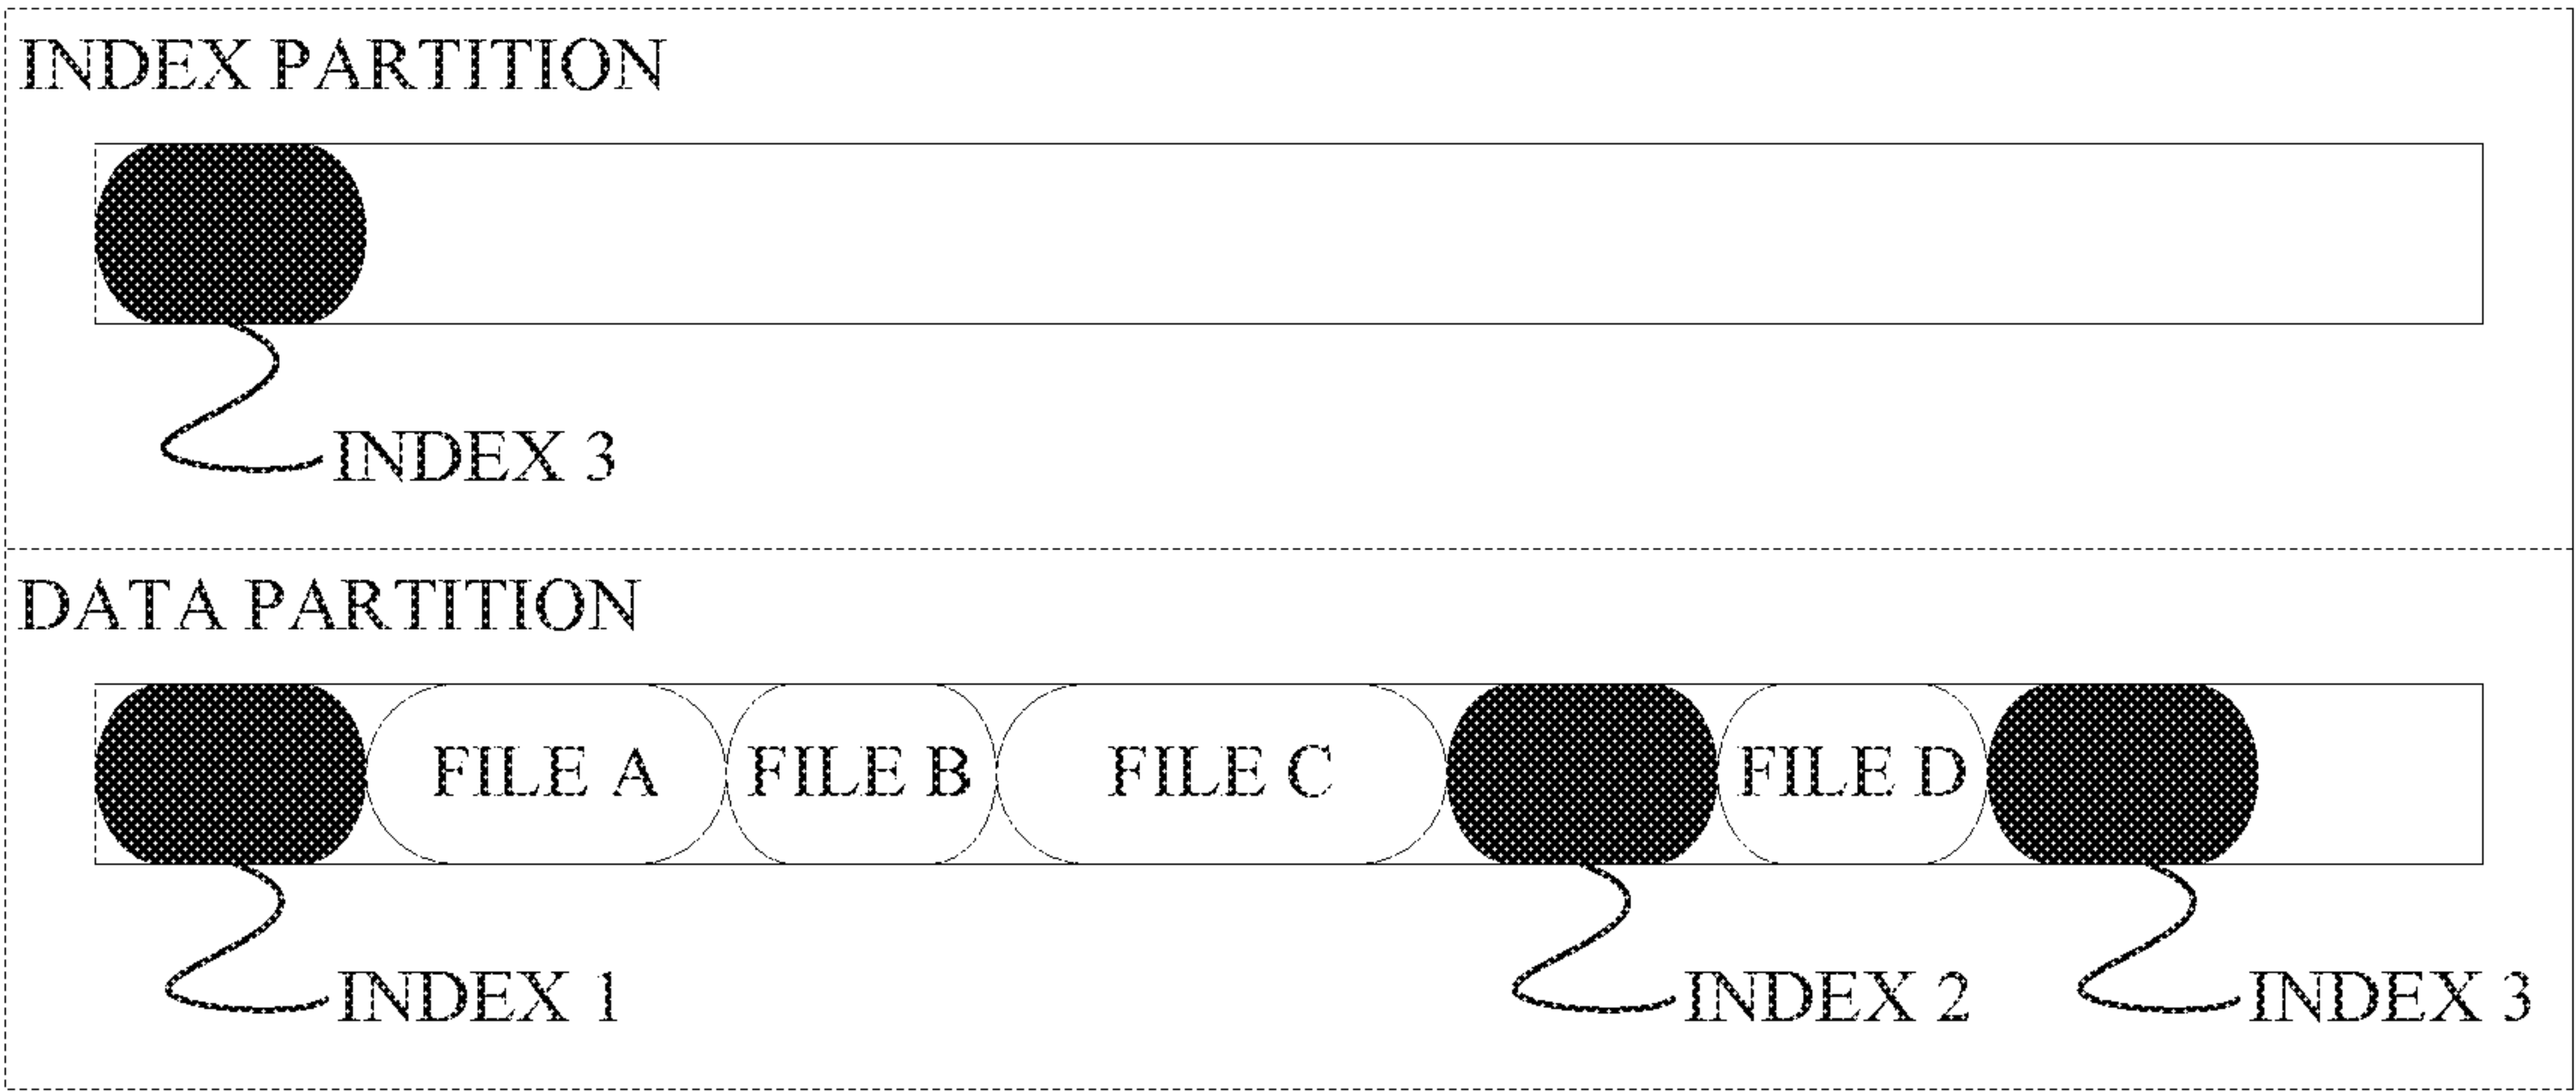 INDEX PARTITION
INDEX 3
DATA PARTITION
FILE A FILE B FILE C FILE D
INDEX 1 INDEX 2 INDEX 3